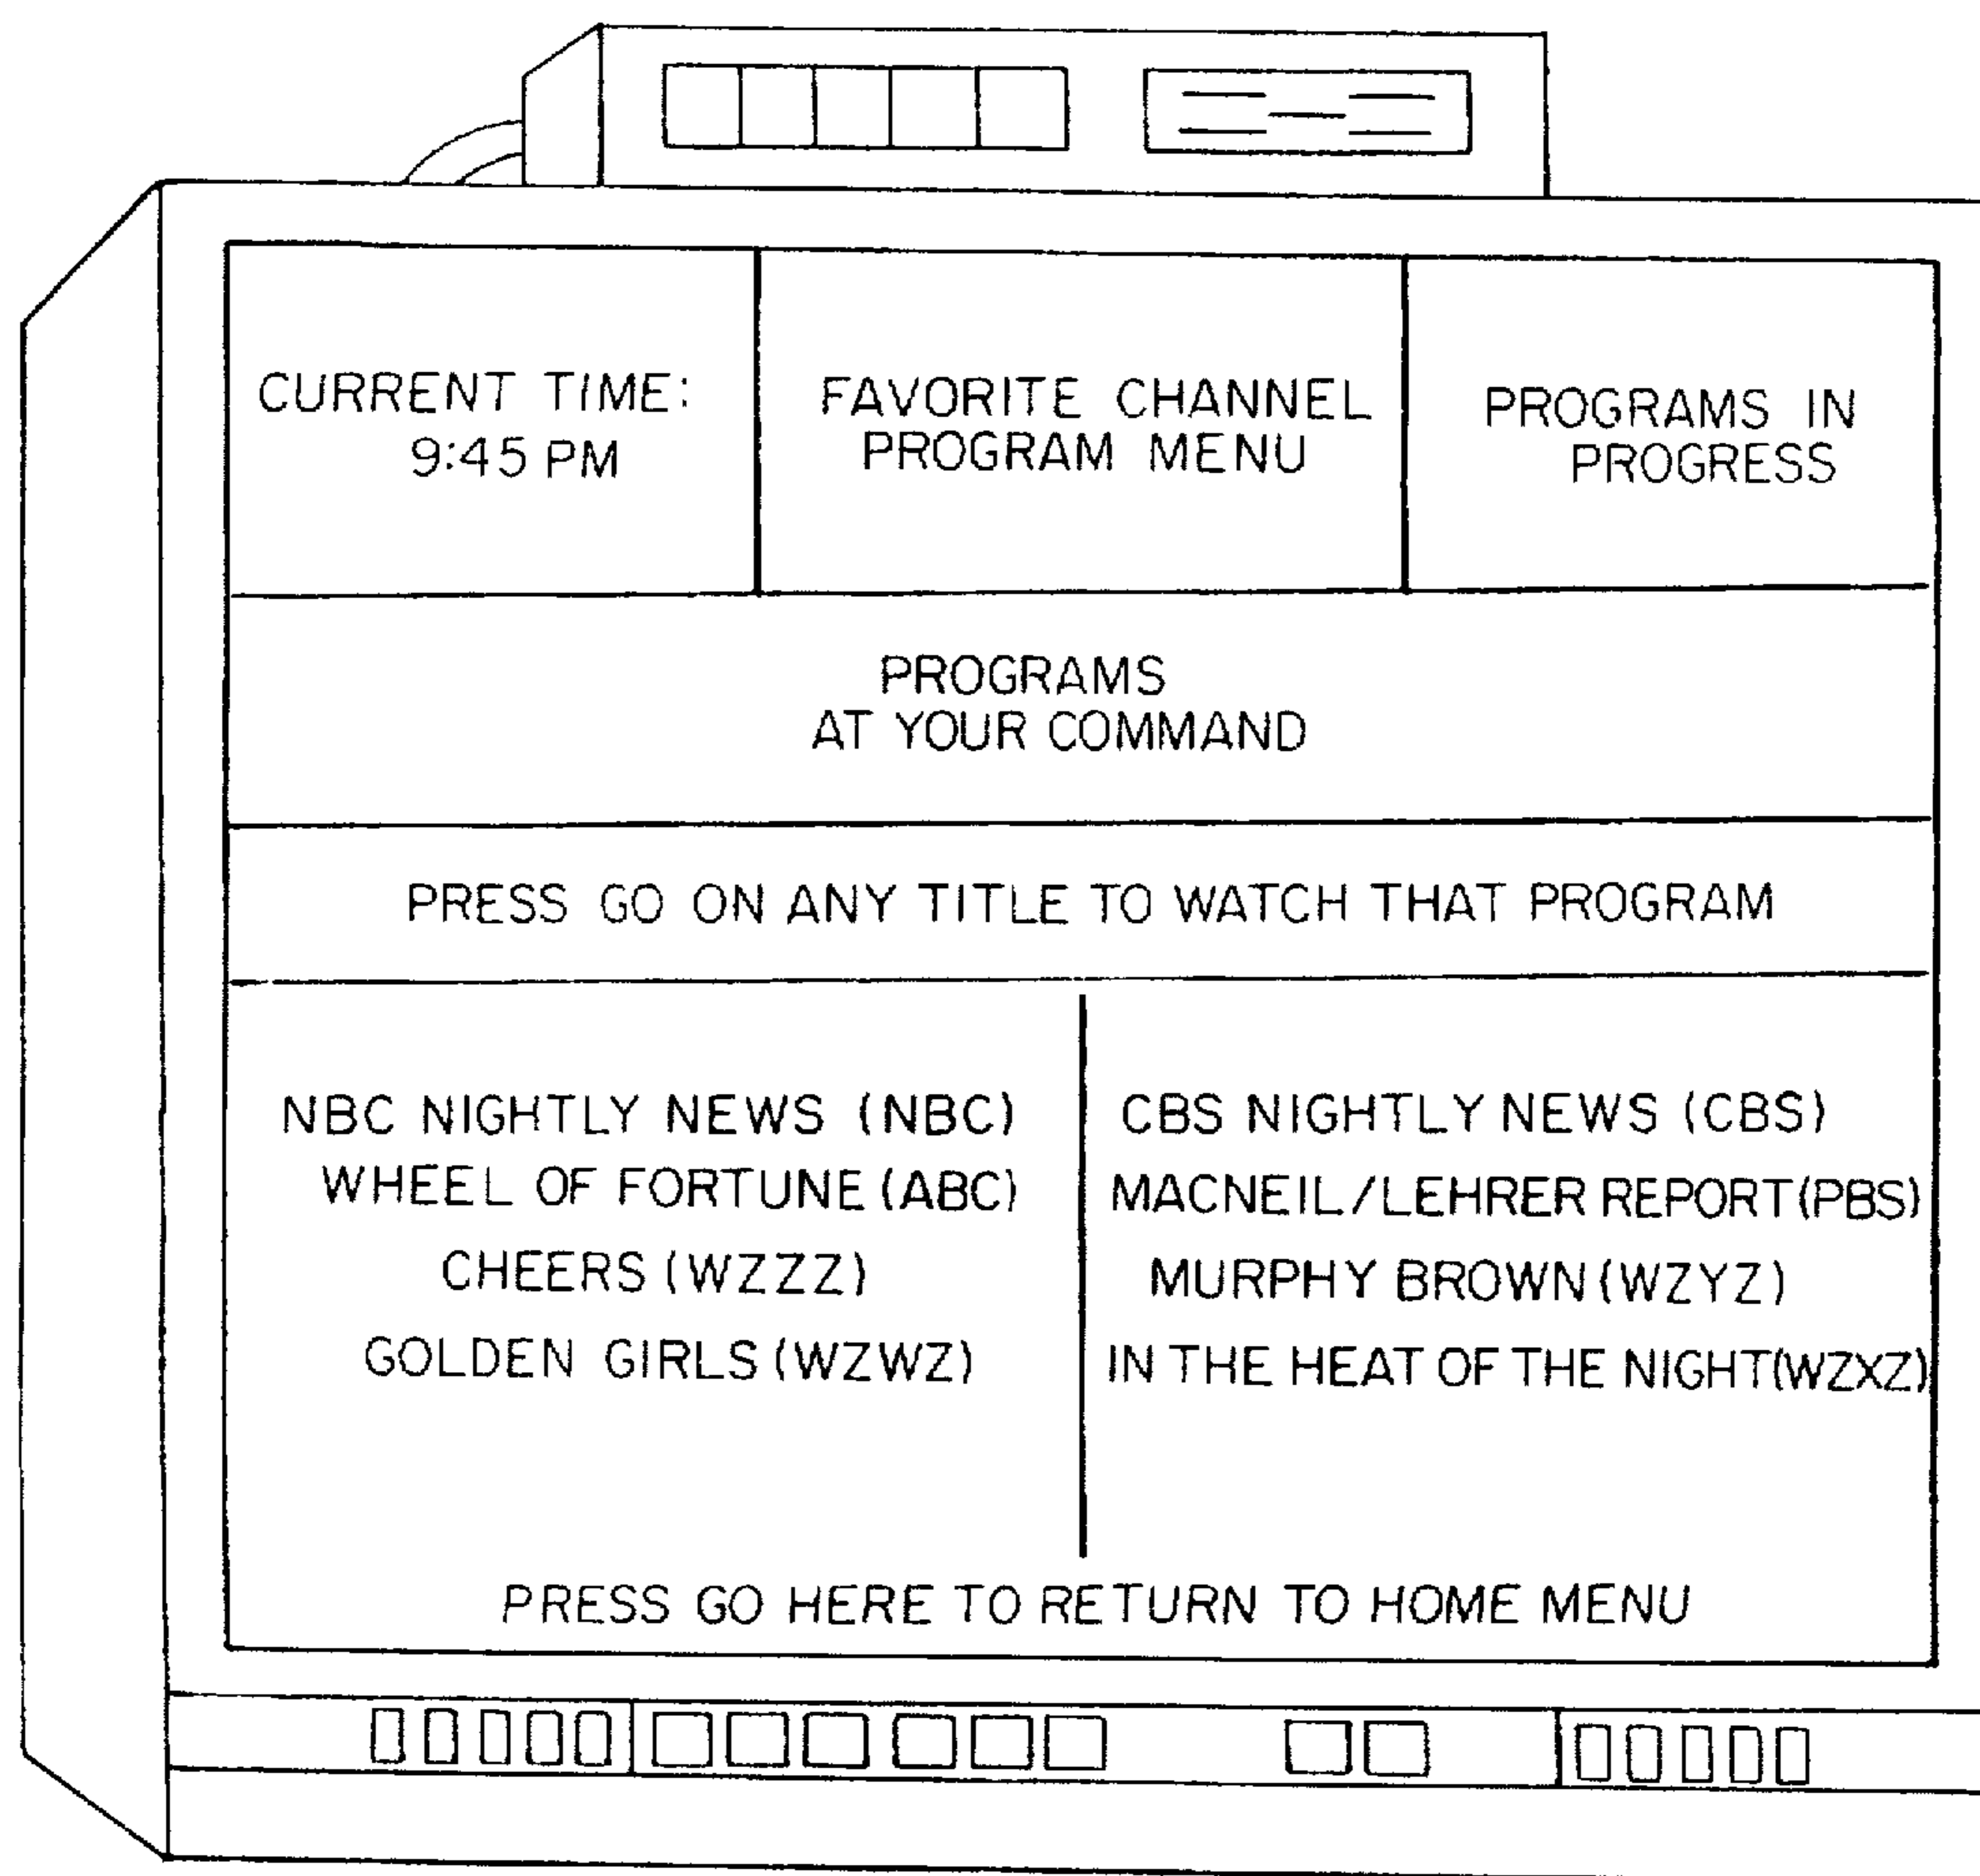 CURRENT TIME:
9:45 PM
FAVORITE CHANNEL
PROGRAM MENU
PROGRAMS IN
PROGRESS
PROGRAMS
AT YOUR COMMAND
PRESS GO ON ANY TITLE TO WATCH THAT PROGRAM
NBC NIGHTLY NEWS (NBC)
WHEEL OF FORTUNE (ABC)
CHEERS (WZZZ)
GOLDEN GIRLS (WZWZ)
CBS NIGHTLY NEWS (CBS)
MACNEIL/LEHRER REPORT (PBS)
MURPHY BROWN (WZYZ)
IN THE HEAT OF THE NIGHT (WZXZ)
PRESS GO HERE TO RETURN TO HOME MENU